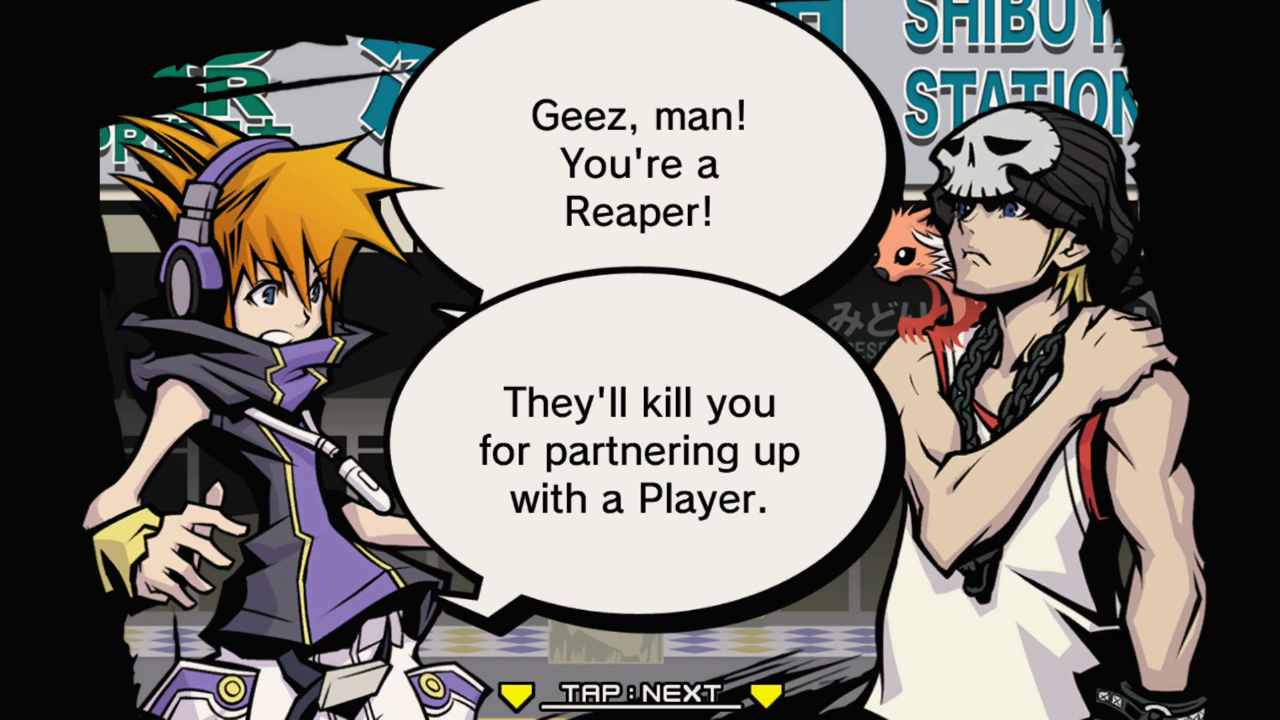 SHIBUY
STATION
Geez, man!
You're a
Reaper!
みどり
They'll kill you
for partnering up
with a Player.
TAP : NEXT